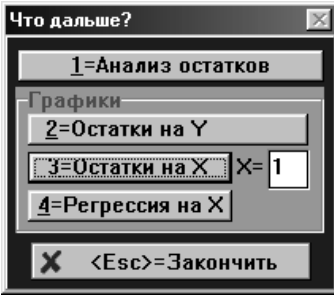 Что дальше?
1=Анализ остатков
Графики
2=Остатки на Y
3=Остатки на X X= 1
4=Регрессия на X
<Esc>=Закончить